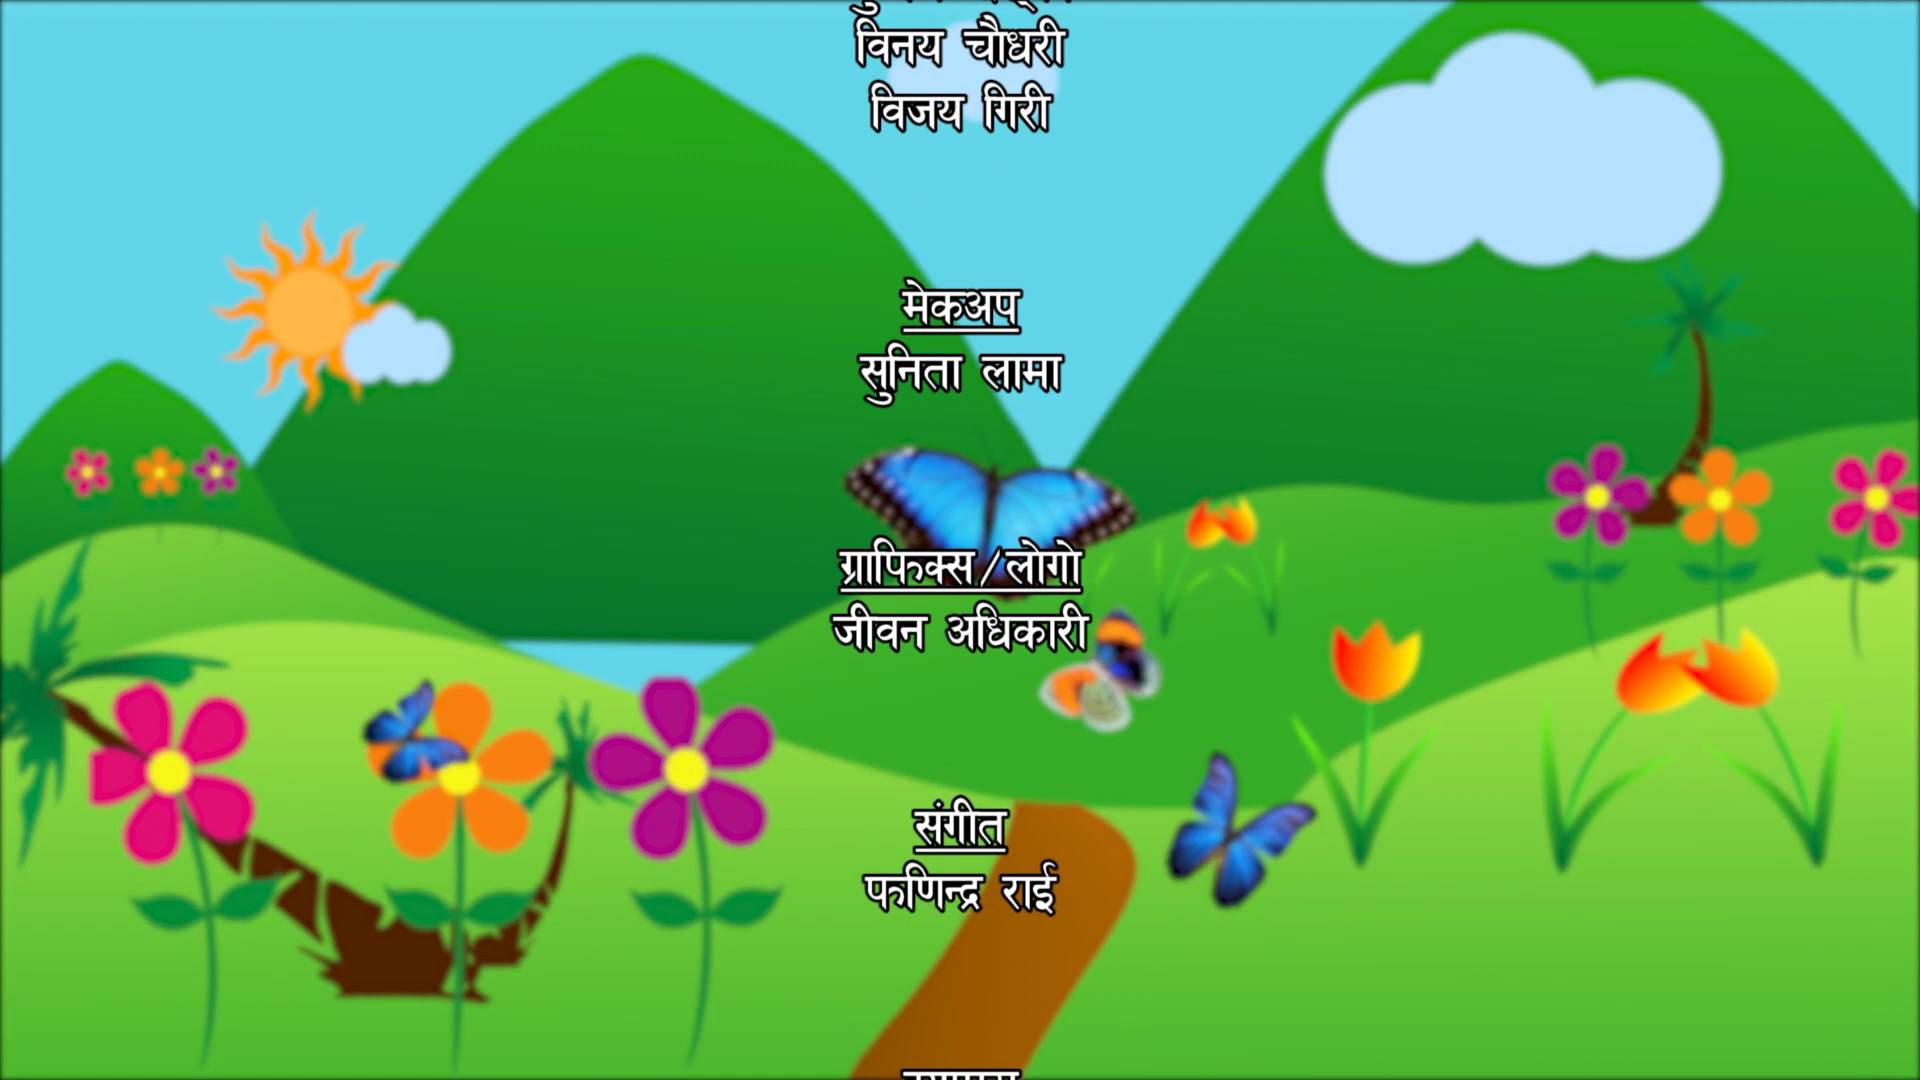 विनय चौधरी
विजय गिरी
मेकअप
सुनिता लामा
ग्राफिक्स/लोगो
जीवन अधिकारी
संगीत
फणिन्द्र राई